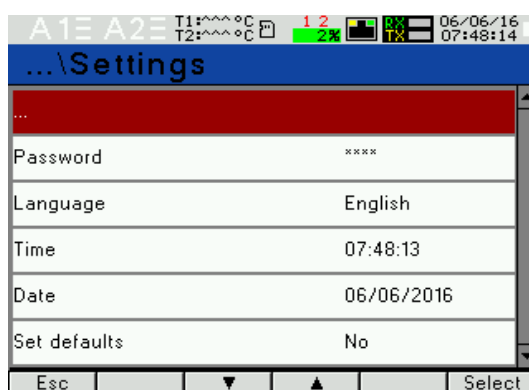 A1 A2 T1:^^^°C 1 2 RX 06/06/16
T2:^^^°C 2% TX 07:48:14
...\Settings
...
Password ****
Language English
Time 07:48:13
Date 06/06/2016
Set defaults No
Esc ▼ ▲ Select